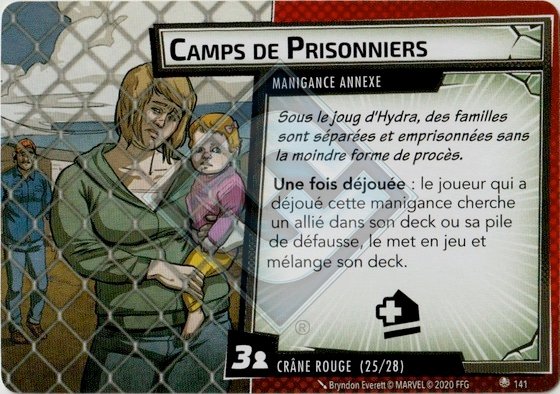 Camps de Prisonniers
MANIGANCE ANNEXE
Sous le joug d'Hydra, des familles
sont séparées et emprisonnées sans
la moindre forme de procès.
Une fois déjouée : le joueur qui a
déjoué cette manigance cherche
un allié dans son deck ou sa pile
de défausse, le met en jeu et
mélange son deck.
®
3
CRÂNE ROUGE (25/28)
Bryndon Everett © MARVEL © 2020 FFG 141